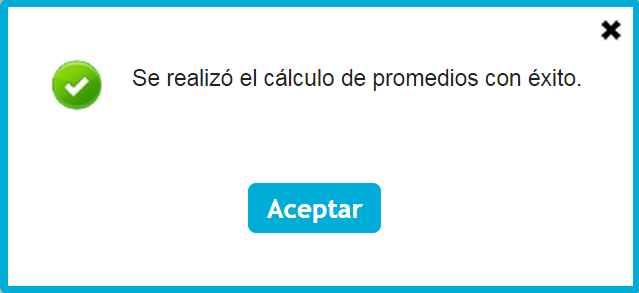 Se realizó el cálculo de promedios con éxito.
Aceptar